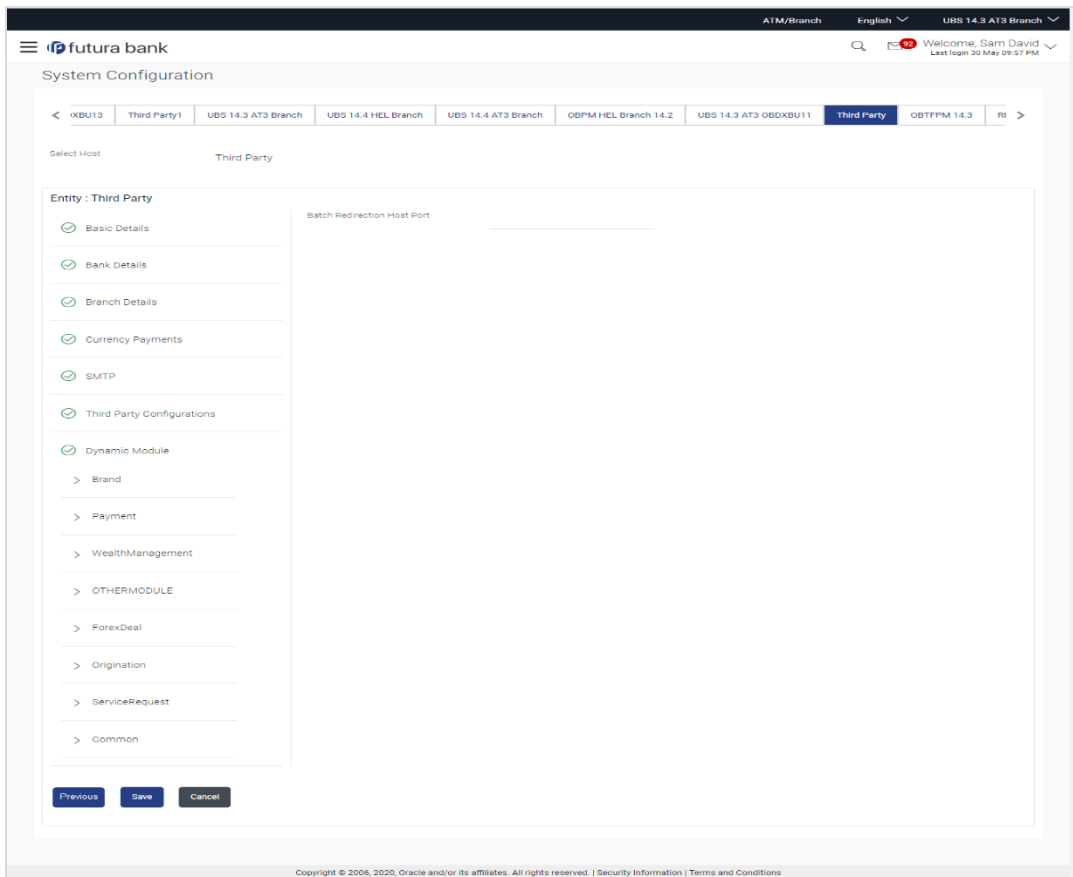 ATM/Branch English UBS 14.3 AT3 Branch
futura bank 92 Welcome, Sam David
Last login 30 May 09:57 PM
System Configuration
Third Party1 UBS 14.3 AT3 Branch UBS 14.4 HEL Branch UBS 14.4 AT3 Branch OBPM HEL Branch 14.2 UBS 14.3 AT3 OBDXBU11 Third Party OBTFPM 14.3
Select Host Third Party
Entity : Third Party
Batch Redirection Host Port
Basic Details
Bank Details
Branch Details
Currency Payments
SMTP
Third Party Configurations
Dynamic Module
Brand
Payment
WealthManagement
OTHERMODULE
ForexDeal
Origination
ServiceRequest
Common
Previous Save Cancel
Copyright © 2006, 2020, Oracle and/or its affiliates. All rights reserved. | Security Information | Terms and Conditions